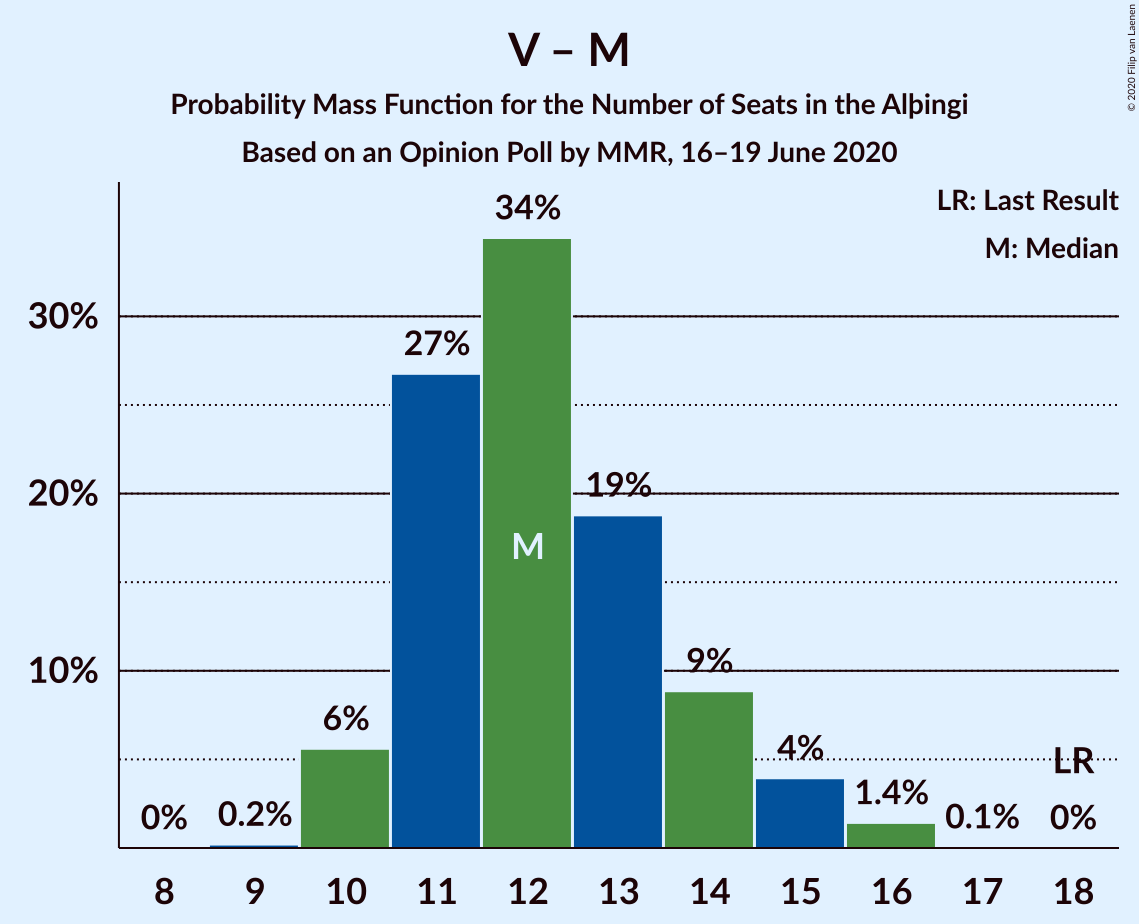 V – M
Probability Mass Function for the Number of Seats in the Alþingi
Based on an Opinion Poll by MMR, 16–19 June 2020
© 2020 Filip van Laenen
LR: Last Result
M: Median
34%
30%
27%
20%
19%
M
10%
9%
6%
4%
LR
1.4%
0%
0.2%
0.1%
0%
8 9 10 11 12 13 14 15 16 17 18